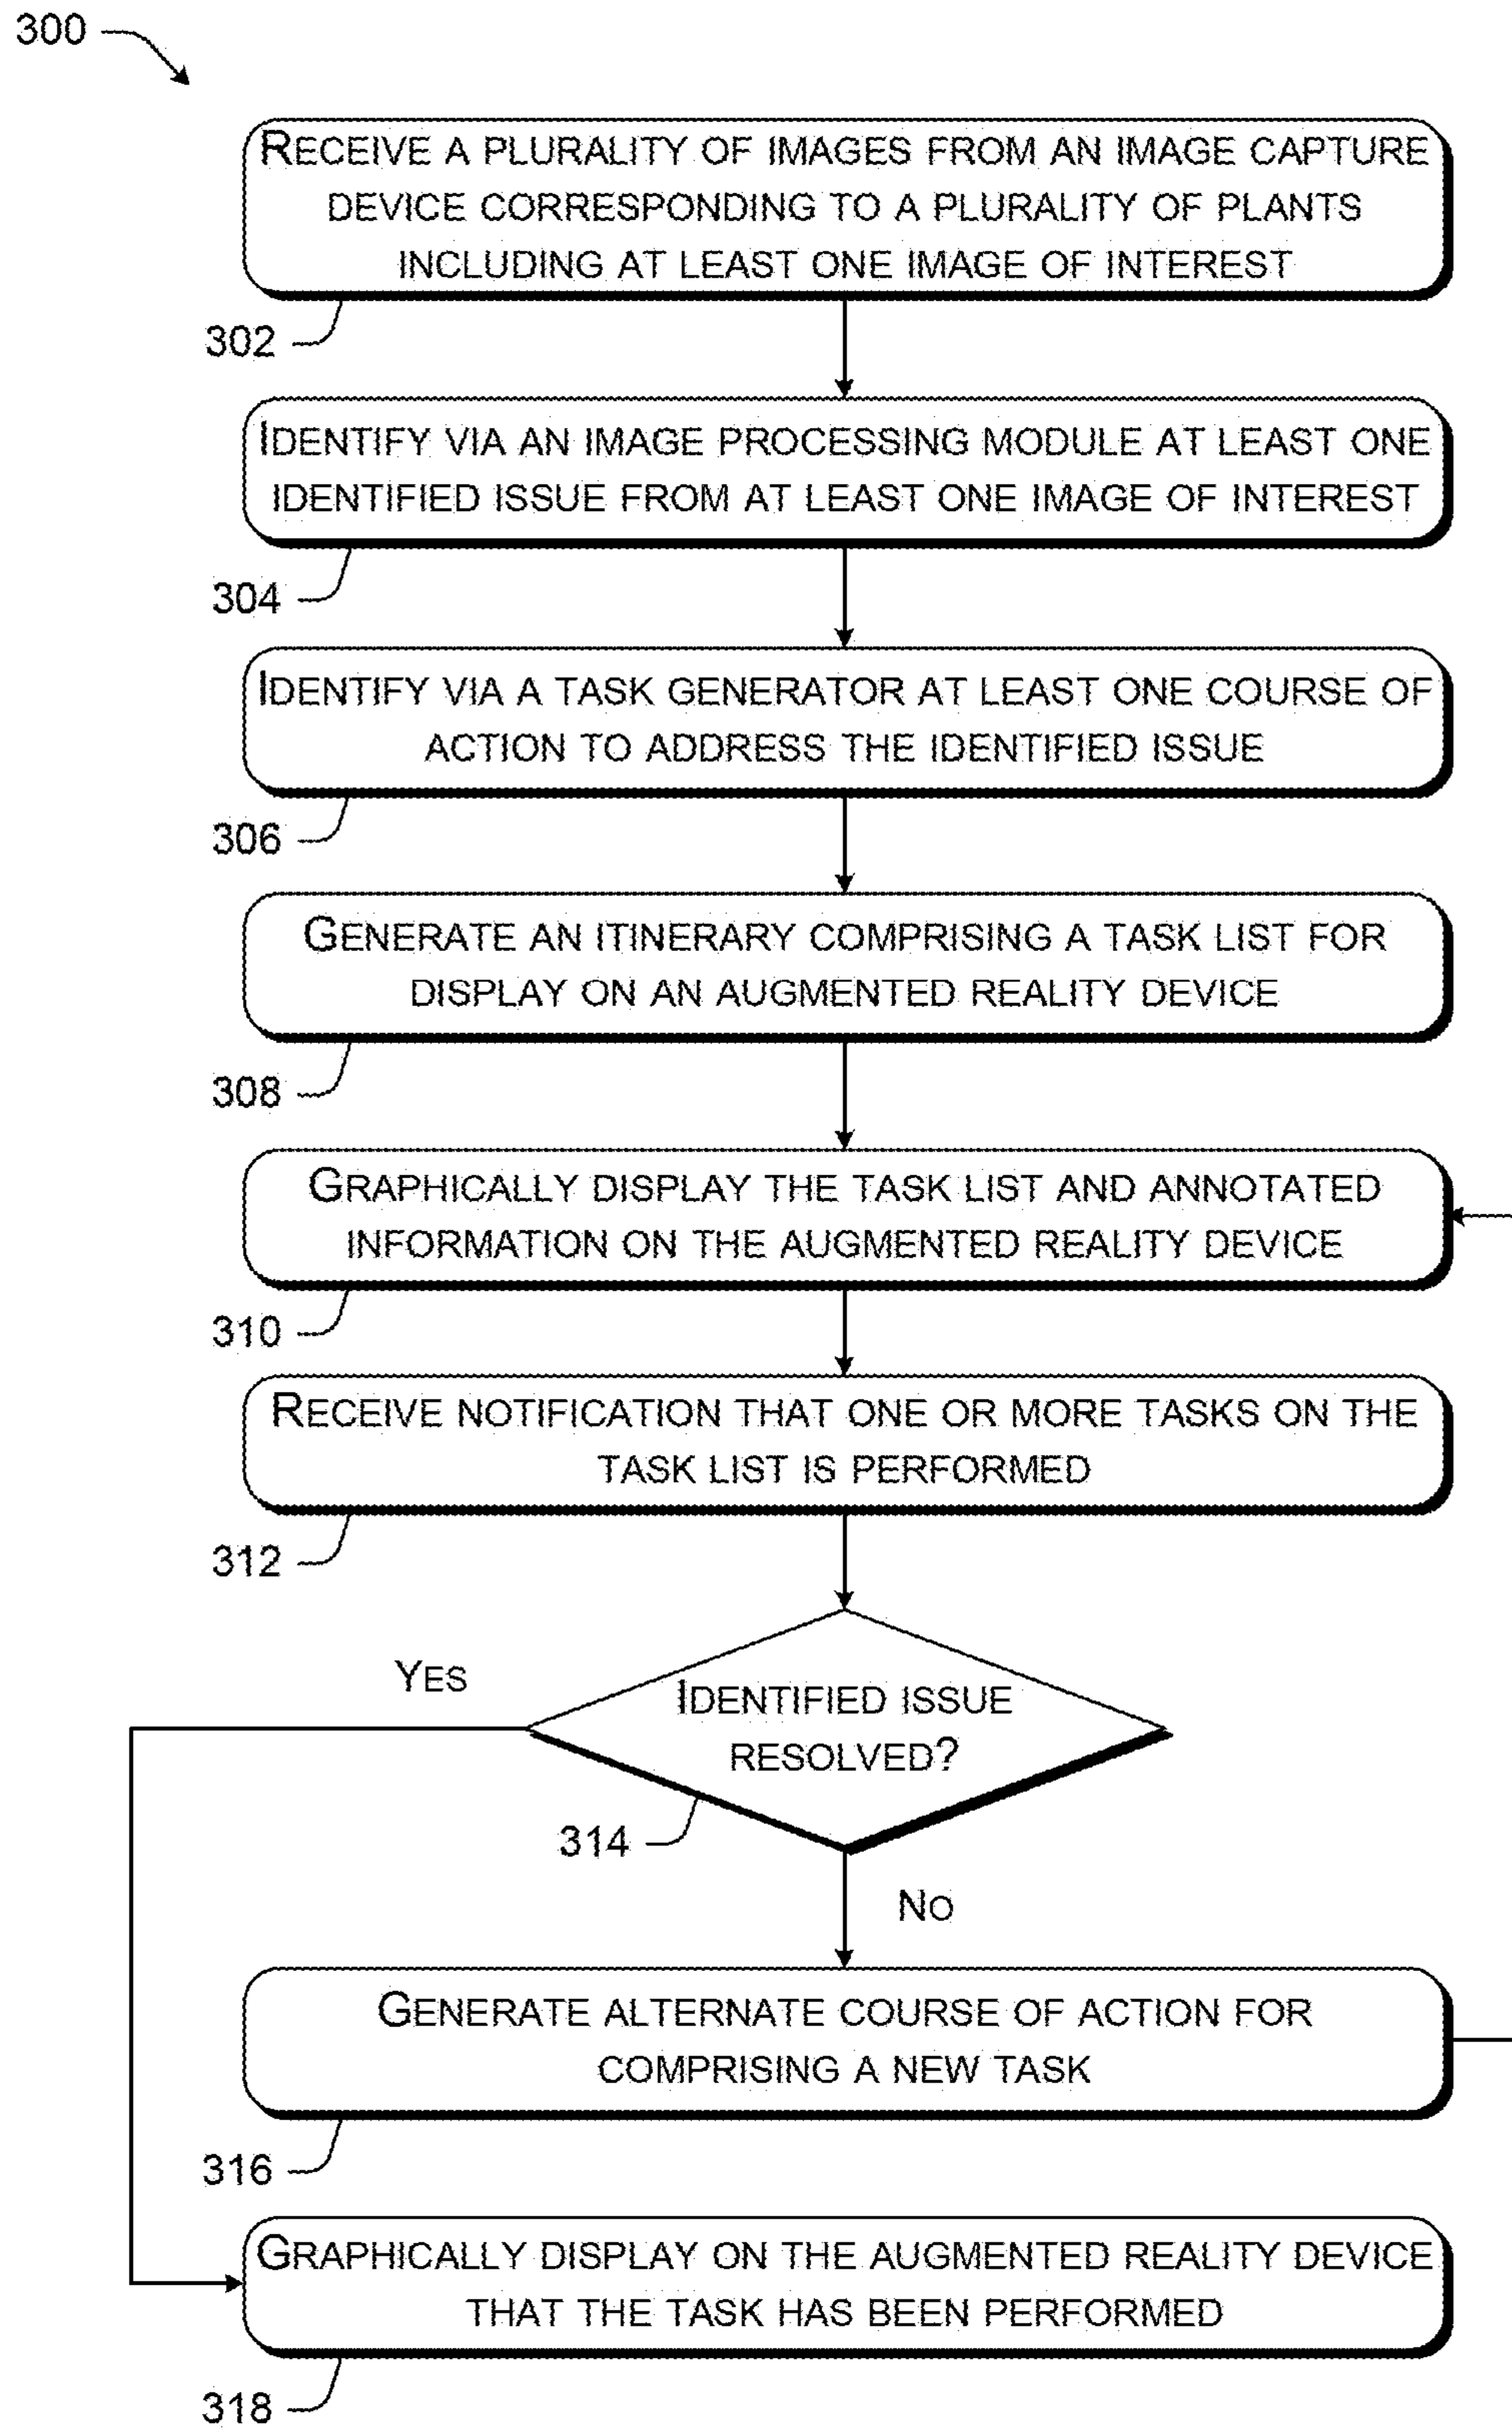 300
RECEIVE A PLURALITY OF IMAGES FROM AN IMAGE CAPTURE
DEVICE CORRESPONDING TO A PLURALITY OF PLANTS
INCLUDING AT LEAST ONE IMAGE OF INTEREST
302
IDENTIFY VIA AN IMAGE PROCESSING MODULE AT LEAST ONE
IDENTIFIED ISSUE FROM AT LEAST ONE IMAGE OF INTEREST
304
IDENTIFY VIA A TASK GENERATOR AT LEAST ONE COURSE OF
ACTION TO ADDRESS THE IDENTIFIED ISSUE
306
GENERATE AN ITINERARY COMPRISING A TASK LIST FOR
DISPLAY ON AN AUGMENTED REALITY DEVICE
308
GRAPHICALLY DISPLAY THE TASK LIST AND ANNOTATED
INFORMATION ON THE AUGMENTED REALITY DEVICE
310
RECEIVE NOTIFICATION THAT ONE OR MORE TASKS ON THE
TASK LIST IS PERFORMED
312
YES
IDENTIFIED ISSUE
RESOLVED?
314
NO
GENERATE ALTERNATE COURSE OF ACTION FOR
COMPRISING A NEW TASK
316
GRAPHICALLY DISPLAY ON THE AUGMENTED REALITY DEVICE
THAT THE TASK HAS BEEN PERFORMED
318